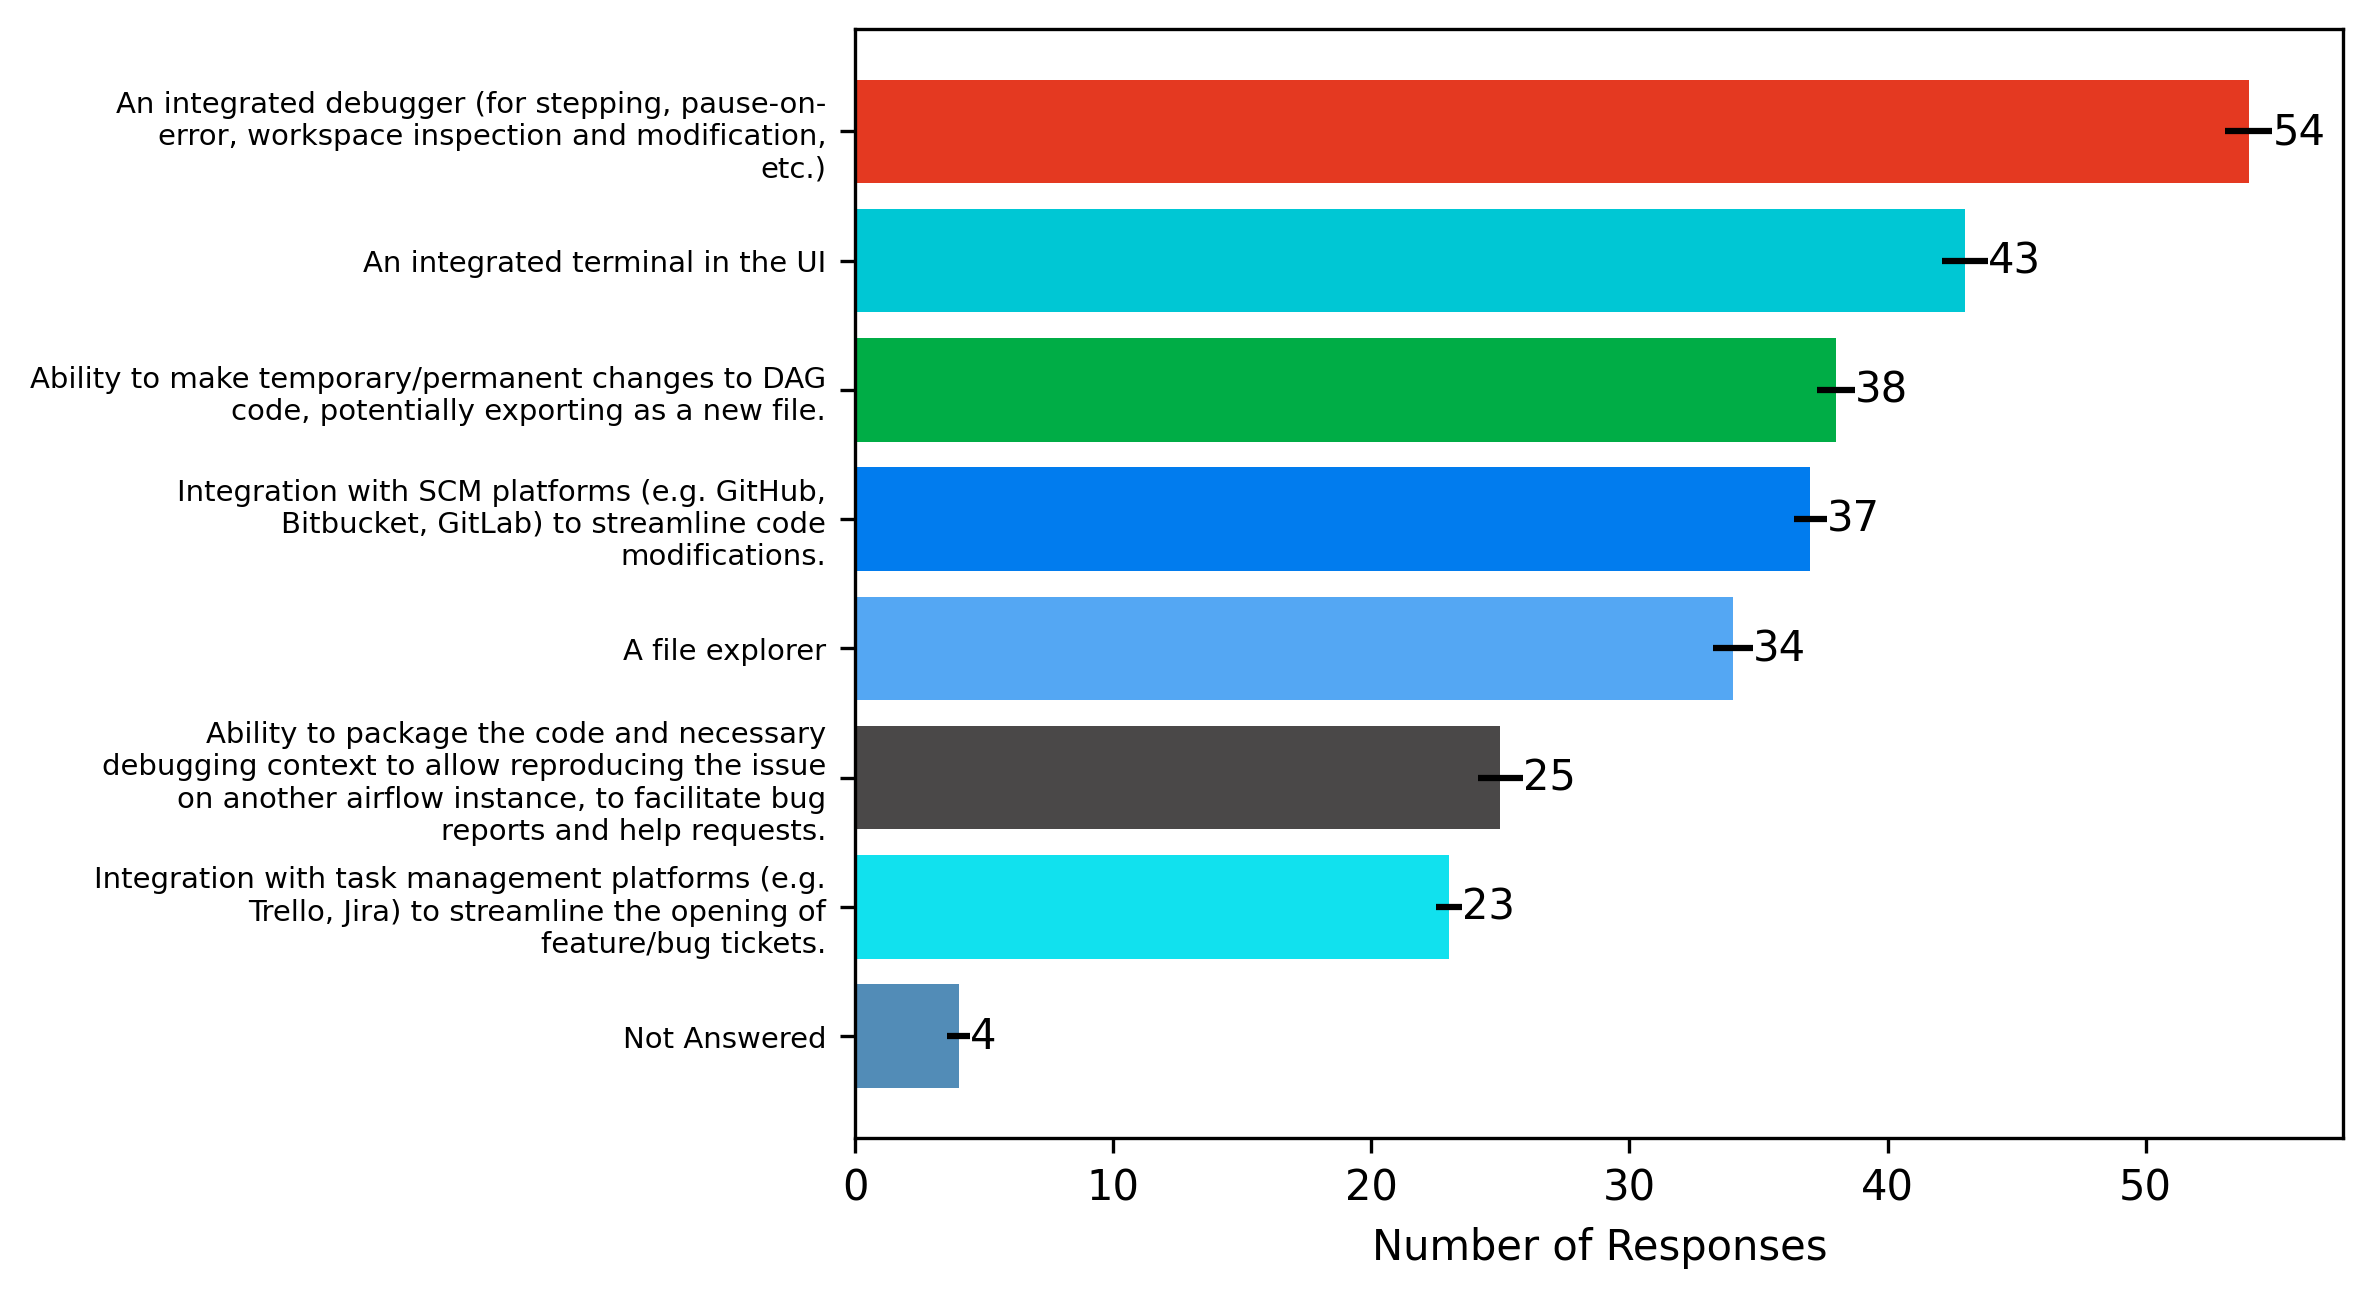 An integrated debugger (for stepping, pause-on-
error, workspace inspection and modification,
etc.)
54
An integrated terminal in the UI
43
Ability to make temporary/permanent changes to DAG
code, potentially exporting as a new file.
38
Integration with SCM platforms (e.g. GitHub,
Bitbucket, GitLab) to streamline code
modifications.
37
A file explorer
34
Ability to package the code and necessary
debugging context to allow reproducing the issue
on another airflow instance, to facilitate bug
reports and help requests.
25
Integration with task management platforms (e.g.
Trello, Jira) to streamline the opening of
feature/bug tickets.
23
Not Answered
4
0 10 20 30 40 50
Number of Responses